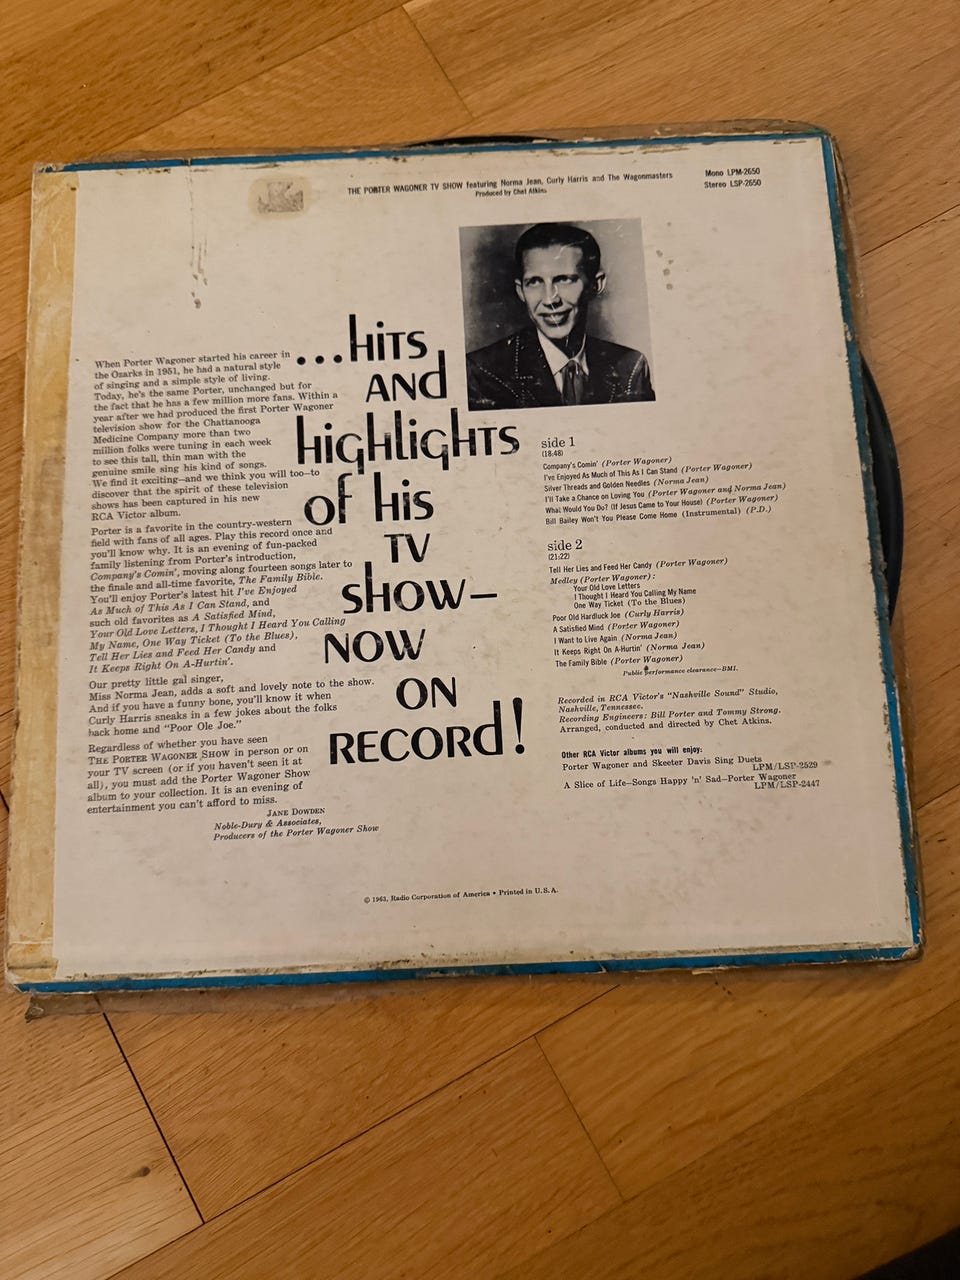 THE PORTER WAGONER TV SHOW featuring Norma Jean, Curly Harris and The Wagonmasters
Produced by Chet Atkins
Mono LPM-2650
Stereo LSP-2650
...hits
and
highlights
of his
TV
show—
now
on
record!
When Porter Wagoner started his career in
the Ozarks in 1951, he had a natural style
of singing and a simple style of living.
Today, he's the same Porter, unchanged but for
the fact that he has a few million more fans. Within a
year after we had produced the first Porter Wagoner
television show for the Chattanooga
Medicine Company more than two
million folks were tuning in each week
to see this tall, thin man with the
genuine smile sing his kind of songs.
We find it exciting—and we think you will too—to
discover that the spirit of these television
shows has been captured in his new
RCA Victor album.
Porter is a favorite in the country-western
field with fans of all ages. Play this record once and
you'll know why. It is an evening of fun-packed
family listening from Porter's introduction,
Company's Comin', moving along fourteen songs later to
the finale and all-time favorite, The Family Bible.
You'll enjoy Porter's latest hit I've Enjoyed
As Much of This As I Can Stand, and
such old favorites as A Satisfied Mind,
Your Old Love Letters, I Thought I Heard You Calling
My Name, One Way Ticket (To the Blues),
Tell Her Lies and Feed Her Candy and
It Keeps Right On A-Hurtin'.
Our pretty little gal singer,
Miss Norma Jean, adds a soft and lovely note to the show.
And if you have a funny bone, you'll know it when
Curly Harris sneaks in a few jokes about the folks
back home and "Poor Ole Joe."
Regardless of whether you have seen
THE PORTER WAGONER SHOW in person or on
your TV screen (or if you haven't seen it at
all), you must add the Porter Wagoner Show
album to your collection. It is an evening of
entertainment you can't afford to miss.
JANE DOWDEN
Noble-Dury & Associates,
Producers of the Porter Wagoner Show
side 1
(18:48)
Company's Comin' (Porter Wagoner)
I've Enjoyed As Much of This As I Can Stand (Porter Wagoner)
Silver Threads and Golden Needles (Norma Jean)
I'll Take a Chance on Loving You (Porter Wagoner and Norma Jean)
What Would You Do? (If Jesus Came to Your House) (Porter Wagoner)
Bill Bailey Won't You Please Come Home (Instrumental) (P.D.)
side 2
(21:22)
Tell Her Lies and Feed Her Candy (Porter Wagoner)
Medley (Porter Wagoner):
Your Old Love Letters
I Thought I Heard You Calling My Name
One Way Ticket (To the Blues)
Poor Old Hardluck Joe (Curly Harris)
A Satisfied Mind (Porter Wagoner)
I Want to Live Again (Norma Jean)
It Keeps Right On A-Hurtin' (Norma Jean)
The Family Bible (Porter Wagoner)
Public performance clearance—BMI.
Recorded in RCA Victor's "Nashville Sound" Studio,
Nashville, Tennessee.
Recording Engineers: Bill Porter and Tommy Strong.
Arranged, conducted and directed by Chet Atkins.
Other RCA Victor albums you will enjoy:
Porter Wagoner and Skeeter Davis Sing Duets
LPM/LSP-2529
A Slice of Life—Songs Happy 'n' Sad—Porter Wagoner
LPM/LSP-2447
© 1963, Radio Corporation of America • Printed in U.S.A.